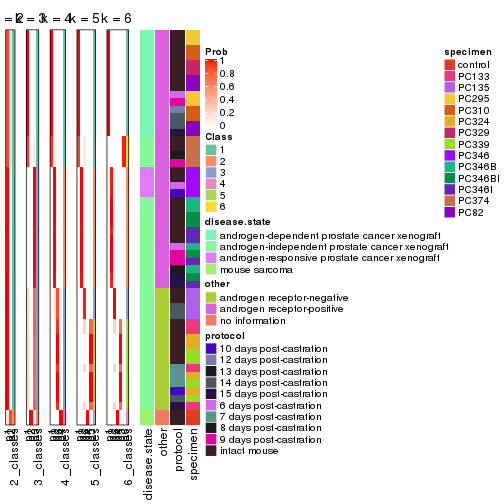 = 2k = 3k = 4k = 5k = 6
Prob
1
0.8
0.6
0.4
0.2
0
Class
1
2
3
4
5
6
disease.state
androgen-dependent prostate cancer xenograft
androgen-independent prostate cancer xenograft
androgen-responsive prostate cancer xenograft
mouse sarcoma
other
androgen receptor-negative
androgen receptor-positive
no information
protocol
10 days post-castration
12 days post-castration
13 days post-castration
14 days post-castration
15 days post-castration
6 days post-castration
7 days post-castration
8 days post-castration
9 days post-castration
intact mouse
specimen
control
PC133
PC135
PC295
PC310
PC324
PC329
PC339
PC346
PC346B
PC346BI
PC346I
PC374
PC82
2_classes
3_classes
4_classes
5_classes
6_classes
disease.state
other
protocol
specimen